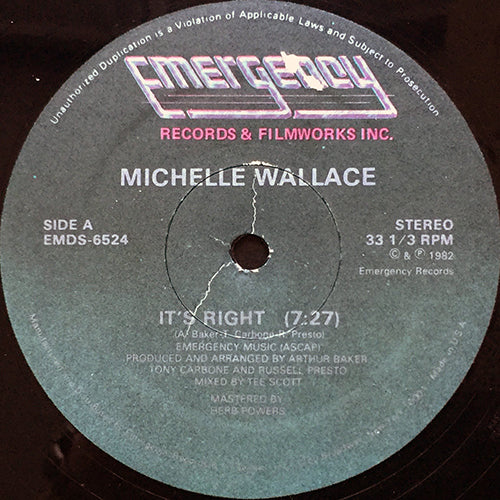 Unauthorized Duplication is a Violation of Applicable Laws and Subject to Prosecution
EMERGENCY
RECORDS & FILMWORKS INC.
MICHELLE WALLACE
SIDE A
EMDS-6524
STEREO
33 1/3 RPM
© & ℗ 1982
Emergency Records
IT'S RIGHT (7:27)
(A. Baker-T. Carbone-R. Presto)
EMERGENCY MUSIC (ASCAP)
PRODUCED AND ARRANGED BY ARTHUR BAKER
TONY CARBONE AND RUSSELL PRESTO
MIXED BY TEE SCOTT
MASTERED BY
HERB POWERS